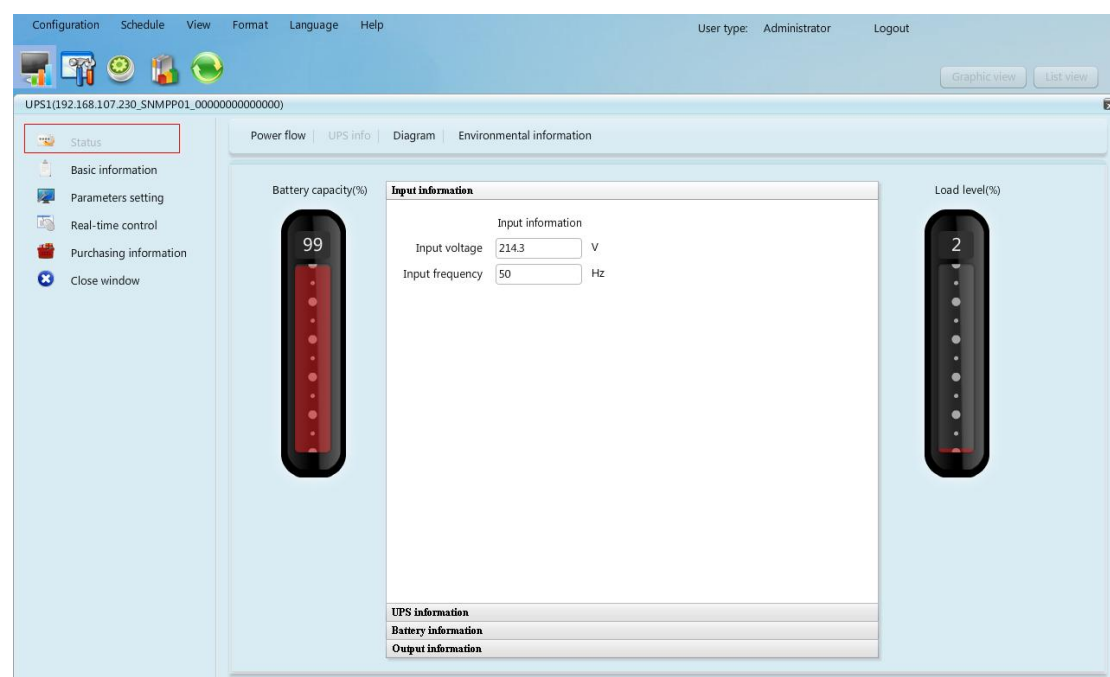 Configuration Schedule View Format Language Help User type: Administrator Logout
Graphic view List view
UPS1(192.168.107.230_SNMPP01_00000000000000)
Status
Basic information
Parameters setting
Real-time control
Purchasing information
Close window
Power flow UPS info Diagram Environmental information
Battery capacity(%)
99
Input information
Input information
Input voltage 214.3 V
Input frequency 50 Hz
UPS information
Battery information
Output information
Load level(%)
2